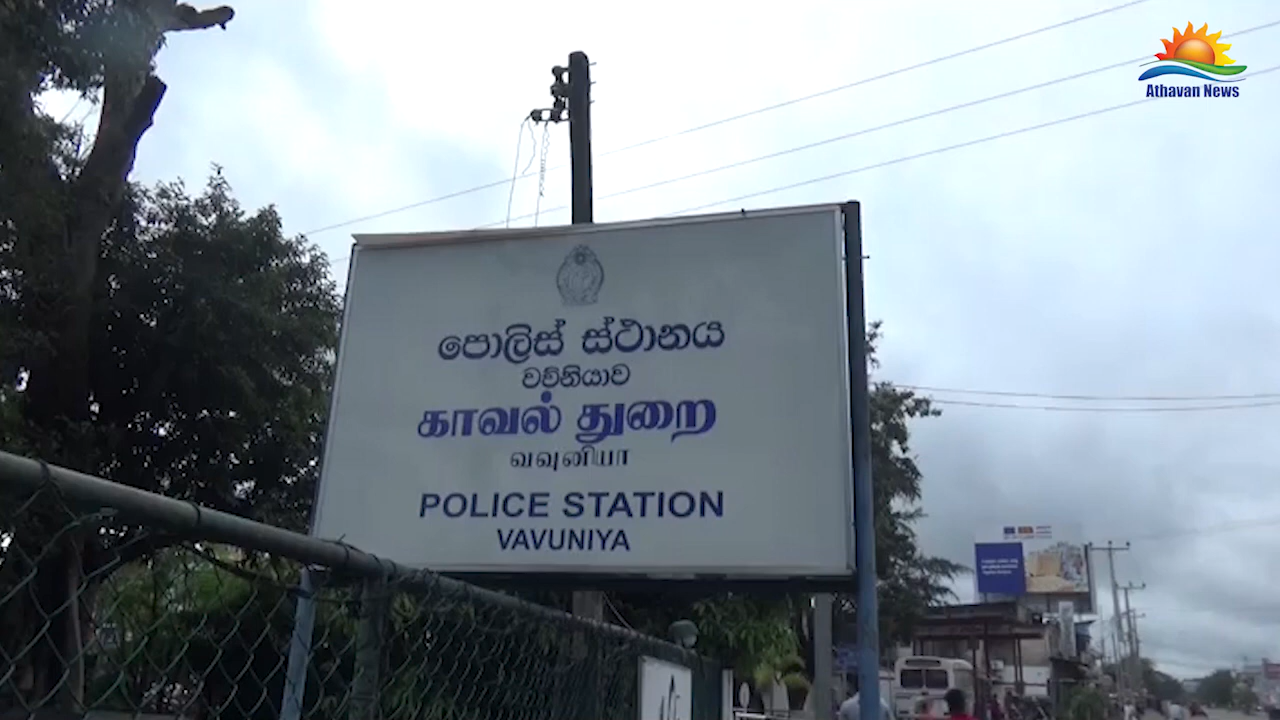 Athavan News
පොලිස් ස්ථානය
වව්නියාව
காவல் துறை
வவுனியா
POLICE STATION
VAVUNIYA